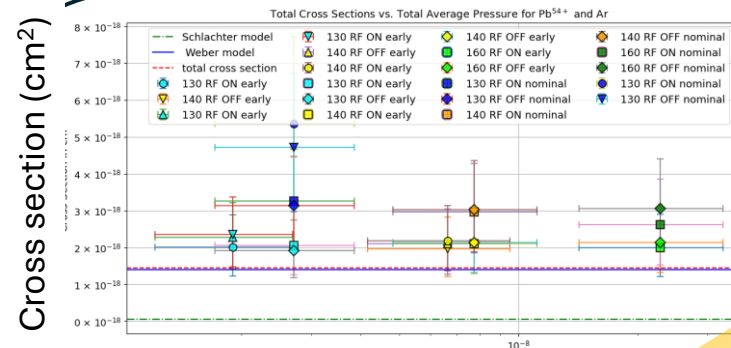 Total Cross Sections vs. Total Average Pressure for Pb⁵⁴⁺ and Ar
Cross section (cm²)
8 × 10⁻¹⁸
7 × 10⁻¹⁸
6 × 10⁻¹⁸
5 × 10⁻¹⁸
4 × 10⁻¹⁸
3 × 10⁻¹⁸
2 × 10⁻¹⁸
1 × 10⁻¹⁸
0 × 10⁻¹⁸
Schlachter model
Weber model
total cross section
130 RF ON early
140 RF OFF early
130 RF ON early
130 RF ON early
140 RF OFF early
140 RF ON early
130 RF ON early
130 RF OFF early
140 RF ON early
140 RF OFF early
160 RF ON early
160 RF OFF early
130 RF ON nominal
130 RF OFF nominal
140 RF ON nominal
140 RF OFF nominal
160 RF ON nominal
160 RF OFF nominal
130 RF ON nominal
130 RF OFF nominal
10⁻⁸